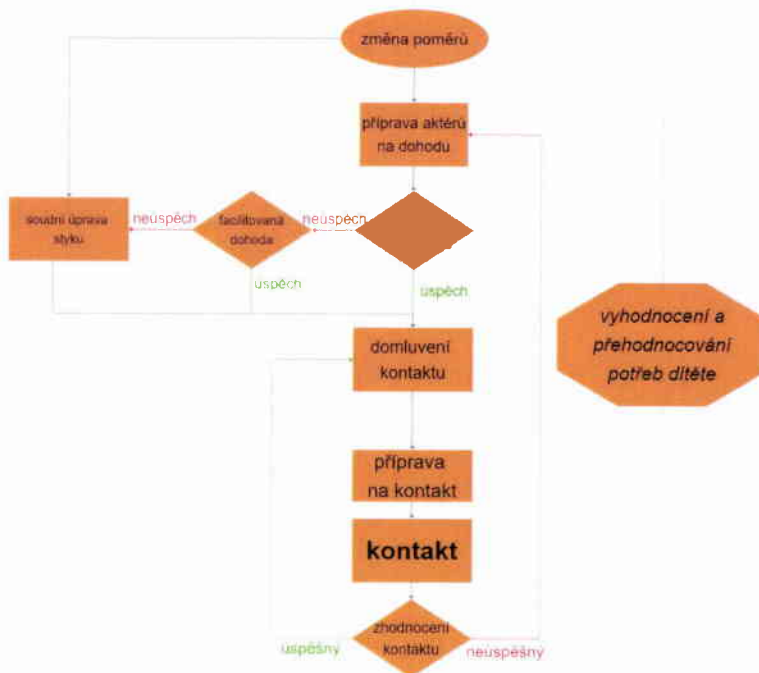 změna poměrů
příprava aktérů
na dohodu
soudní úprava
styku
neúspěch
facilitovaná
dohoda
neúspěch
úspěch
úspěch
domluvení
kontaktu
vyhodnocení a
přehodnocování
potřeb dítěte
příprava
na kontakt
kontakt
zhodnocení
kontaktu
úspěšný
neúspěšný